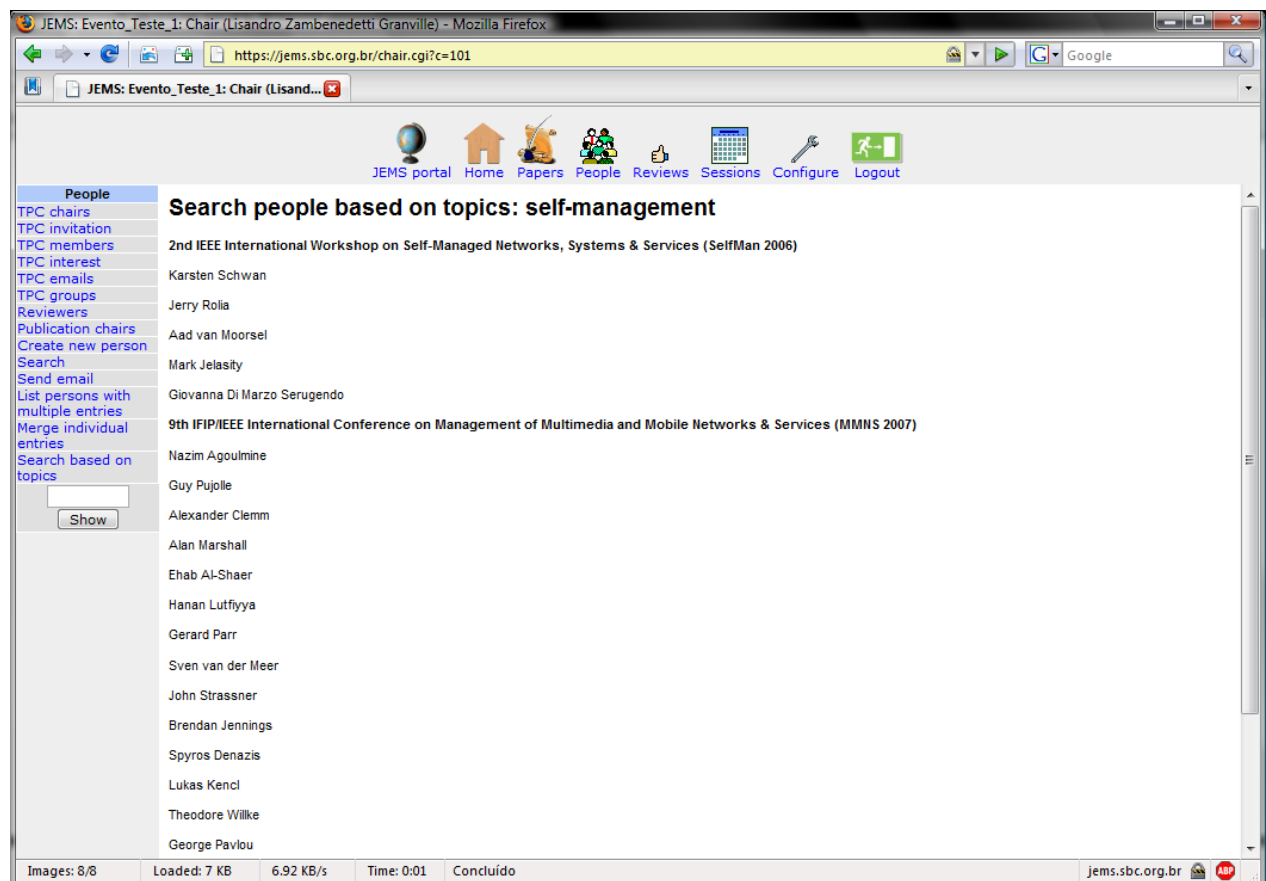 JEMS: Evento_Teste_1: Chair (Lisandro Zambenedetti Granville) - Mozilla Firefox
https://jems.sbc.org.br/chair.cgi?c=101
G
Google
JEMS: Evento_Teste_1: Chair (Lisand...
JEMS portal Home Papers People Reviews Sessions Configure Logout
People
TPC chairs
TPC invitation
TPC members
TPC interest
TPC emails
TPC groups
Reviewers
Publication chairs
Create new person
Search
Send email
List persons with
multiple entries
Merge individual
entries
Search based on
topics
Show
Search people based on topics: self-management
2nd IEEE International Workshop on Self-Managed Networks, Systems & Services (SelfMan 2006)
Karsten Schwan
Jerry Rolia
Aad van Moorsel
Mark Jelasity
Giovanna Di Marzo Serugendo
9th IFIP/IEEE International Conference on Management of Multimedia and Mobile Networks & Services (MMNS 2007)
Nazim Agoulmine
Guy Pujolle
Alexander Clemm
Alan Marshall
Ehab Al-Shaer
Hanan Lutfiyya
Gerard Parr
Sven van der Meer
John Strassner
Brendan Jennings
Spyros Denazis
Lukas Kencl
Theodore Willke
George Pavlou
Images: 8/8 Loaded: 7 KB 6.92 KB/s Time: 0:01 Concluído jems.sbc.org.br ABP